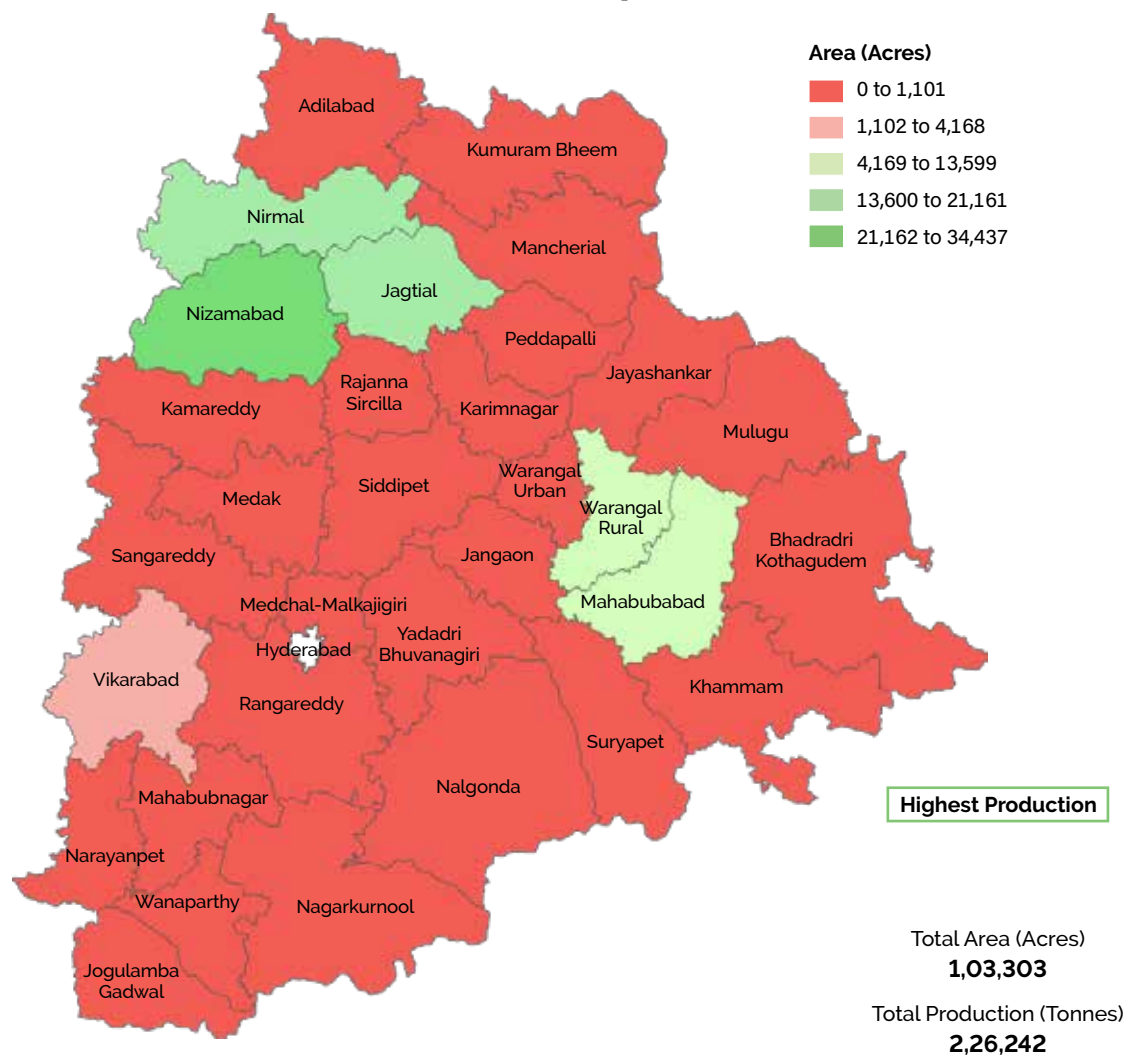 Area (Acres)
0 to 1,101
1,102 to 4,168
4,169 to 13,599
13,600 to 21,161
21,162 to 34,437
Adilabad
Kumuram Bheem
Nirmal
Mancherial
Jagtial
Nizamabad
Peddapalli
Jayashankar
Rajanna
Sircilla
Kamareddy
Karimnagar
Mulugu
Siddipet
Warangal
Urban
Medak
Warangal
Rural
Bhadradri
Kothagudem
Sangareddy
Jangaon
Mahabubabad
Medchal-Malkajigiri
Yadadri
Bhuvanagiri
Hyderabad
Vikarabad
Khammam
Rangareddy
Suryapet
Nalgonda
Mahabubnagar
Narayanpet
Wanaparthy
Nagarkurnool
Jogulamba
Gadwal
Highest Production
Total Area (Acres)
1,03,303
Total Production (Tonnes)
2,26,242